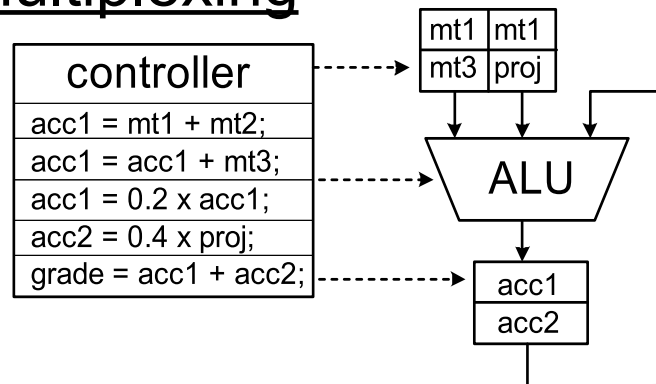 controller
acc1 = mt1 + mt2;
acc1 = acc1 + mt3;
acc1 = 0.2 x acc1;
acc2 = 0.4 x proj;
grade = acc1 + acc2;
mt1 mt1
mt3 proj
ALU
acc1
acc2